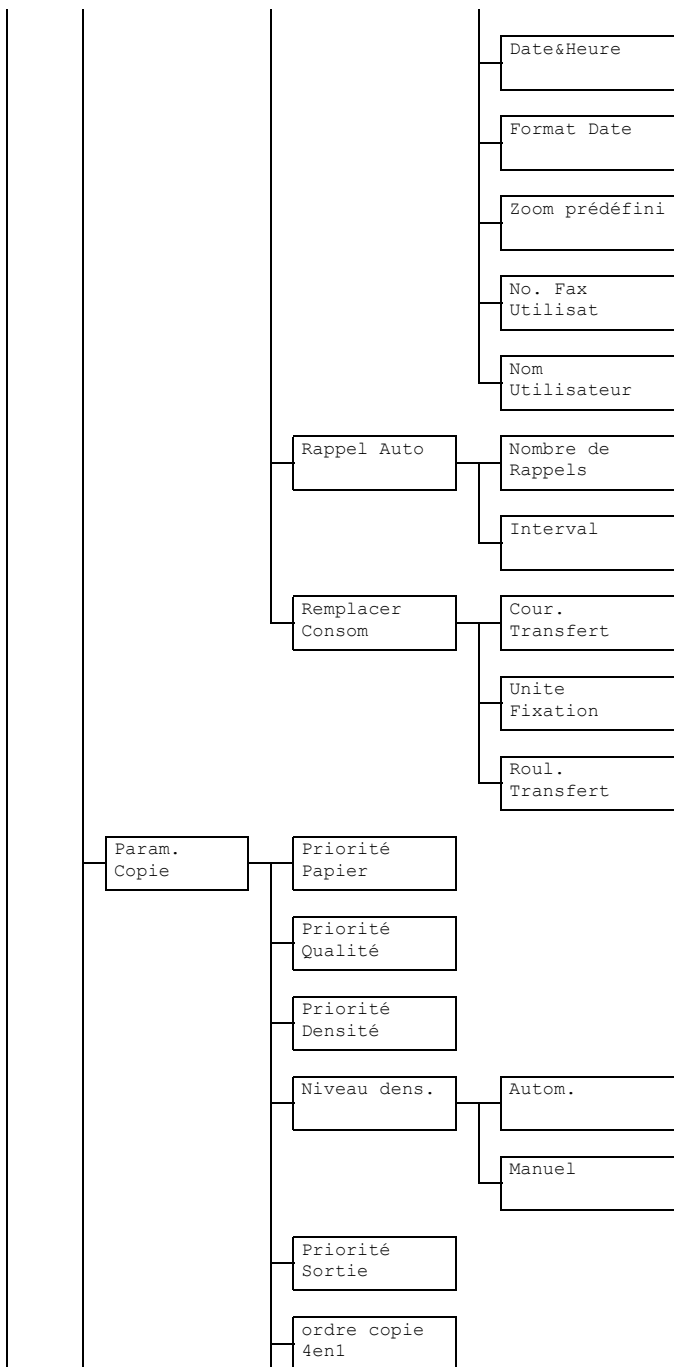 Date&Heure
Format Date
Zoom prédéfini
No. Fax
Utilisat
Nom
Utilisateur
Rappel Auto
Nombre de
Rappels
Interval
Remplacer
Consom
Cour.
Transfert
Unite
Fixation
Roul.
Transfert
Param.
Copie
Priorité
Papier
Priorité
Qualité
Priorité
Densité
Niveau dens.
Autom.
Manuel
Priorité
Sortie
ordre copie
4en1